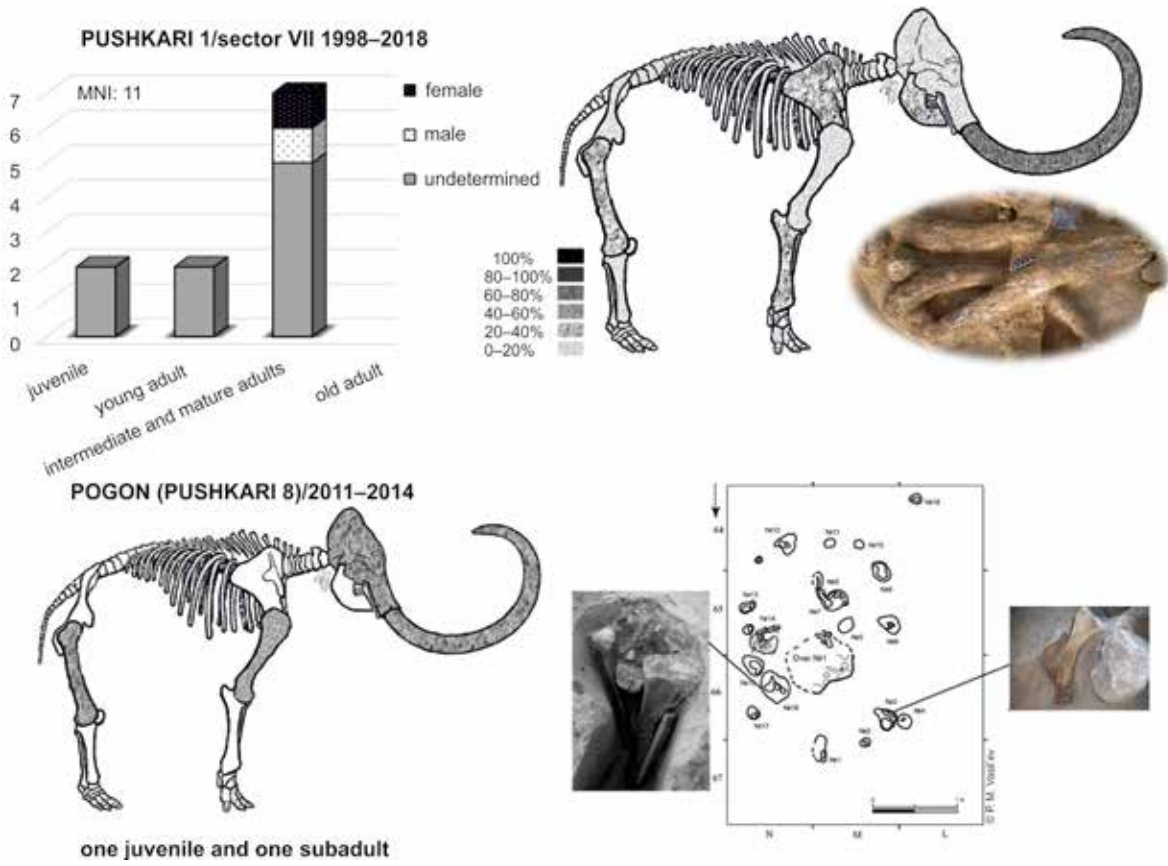 PUSHKARI 1/sector VII 1998–2018
MNI: 11
female
male
undetermined
7
6
5
4
3
2
1
0
juvenile
young adult
intermediate and mature adults
old adult
100%
80–100%
60–80%
40–60%
20–40%
0–20%
POGON (PUSHKARI 8)/2011–2014
one juvenile and one subadult
64
65
66
67
N M L
© P. M. Vasil'ev